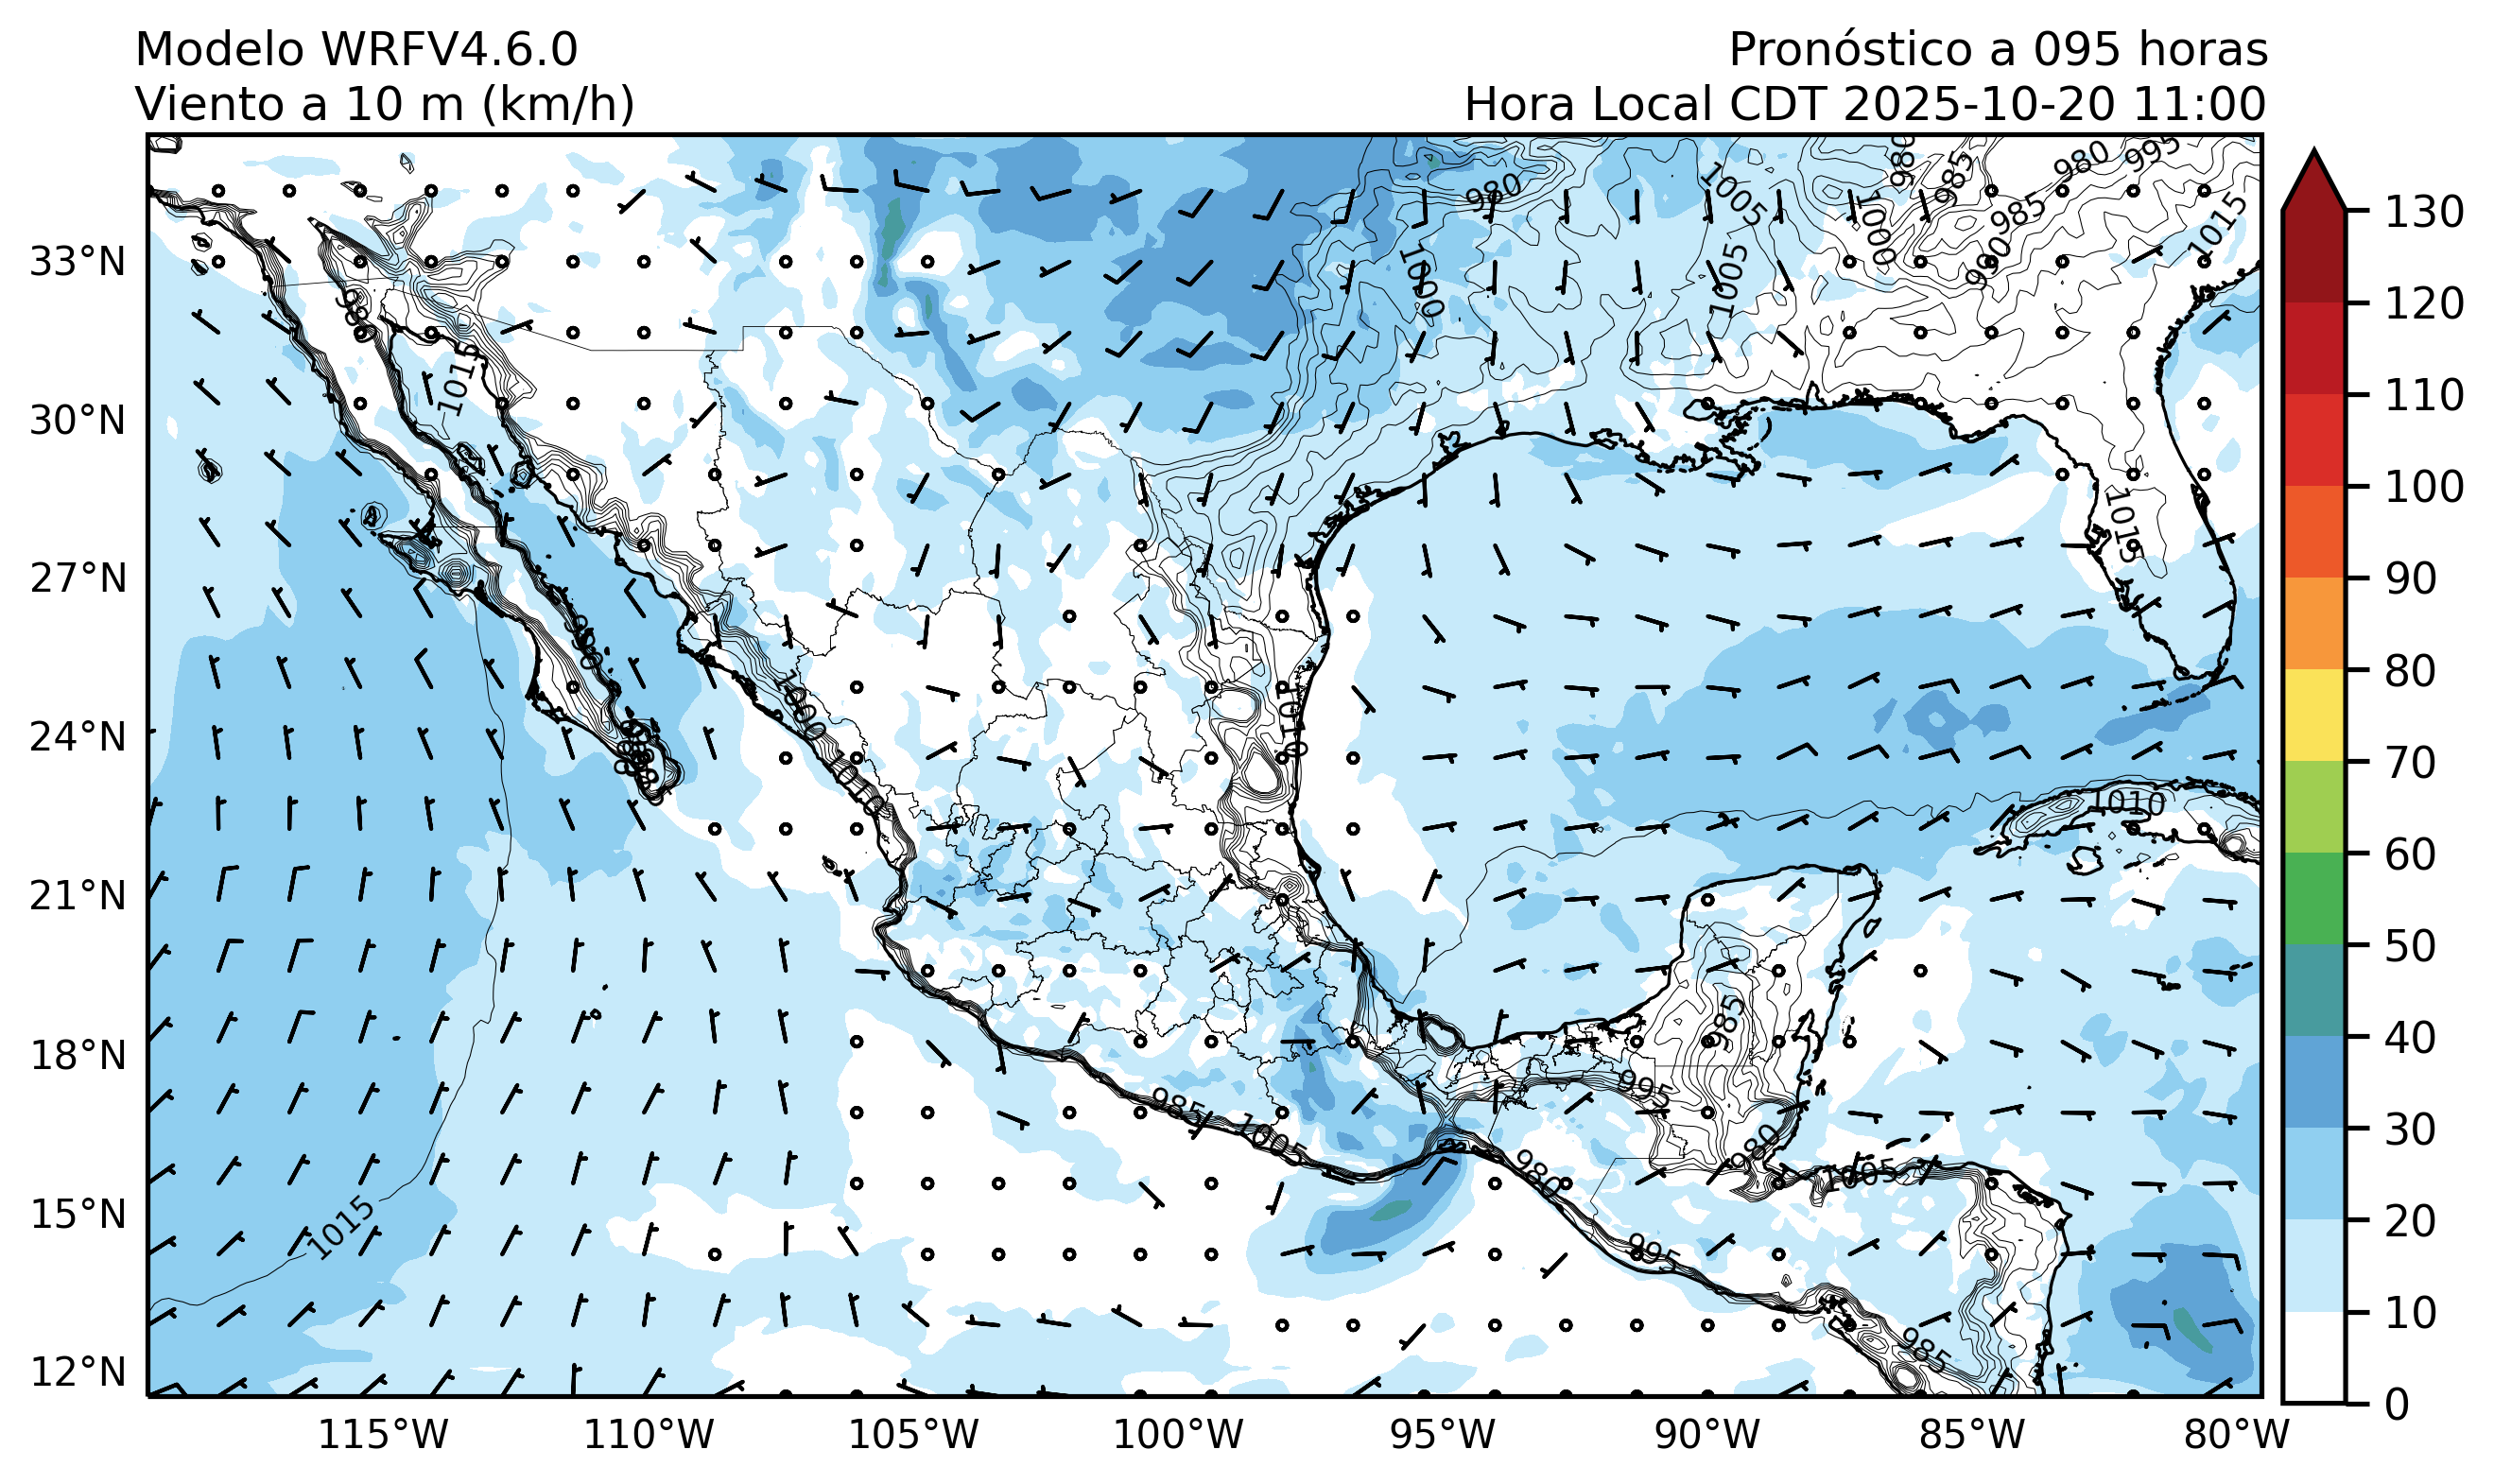 Modelo WRFV4.6.0
Pronóstico a 095 horas
Viento a 10 m (km/h)
Hora Local CDT 2025-10-20 11:00
33°N
30°N
27°N
24°N
21°N
18°N
15°N
12°N
115°W
110°W
105°W
100°W
95°W
90°W
85°W
80°W
130
120
110
100
90
80
70
60
50
40
30
20
10
0
980
1005
980
985
980
995
985
1000
990
1015
1000
1005
1015
1015
1000
1010
1010
1010
985
995
985
1005
980
980
1005
1015
995
985